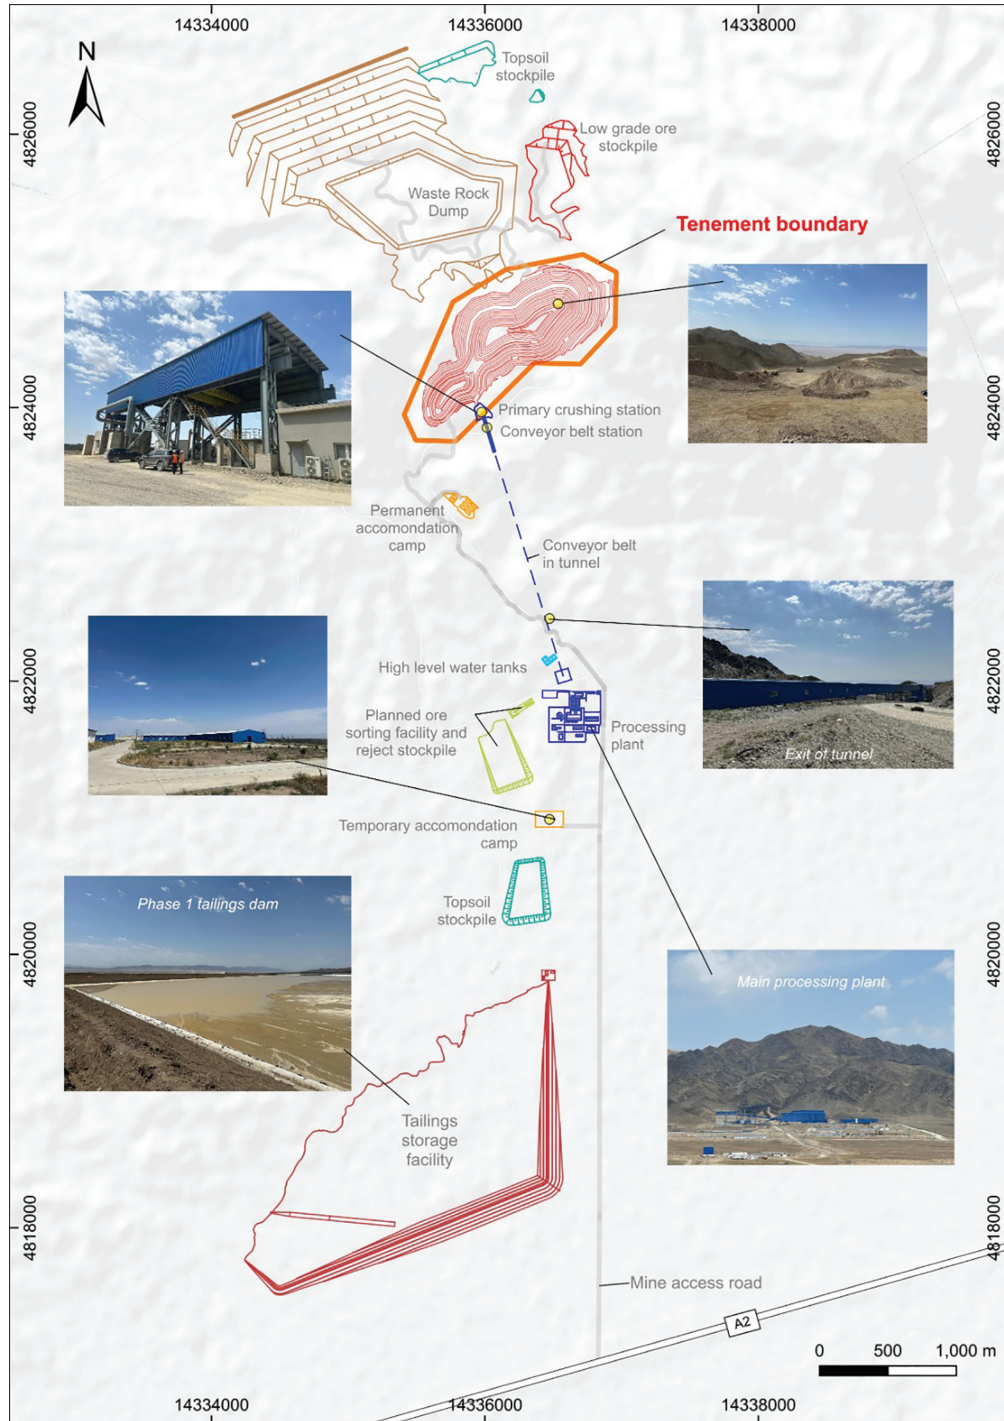 14334000
14336000
14338000
N
Topsoil
stockpile
4826000
4826000
Low grade ore
stockpile
Waste Rock
Dump
Tenement boundary
4824000
4824000
Primary crushing station
Conveyor belt station
Permanent
accomondation
camp
Conveyor belt
in tunnel
High level water tanks
4822000
4822000
Planned ore
sorting facility and
reject stockpile
Processing
plant
Exit of tunnel
Temporary accomondation
camp
Topsoil
stockpile
Phase 1 tailings dam
4820000
4820000
Main processing plant
Tailings
storage
facility
4818000
4818000
Mine access road
A2
0 500 1,000 m
14334000
14336000
14338000